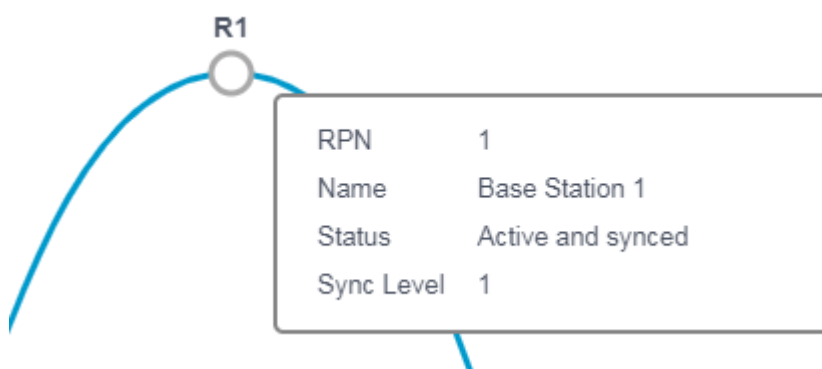 R1
RPN 1
Name Base Station 1
Status Active and synced
Sync Level 1